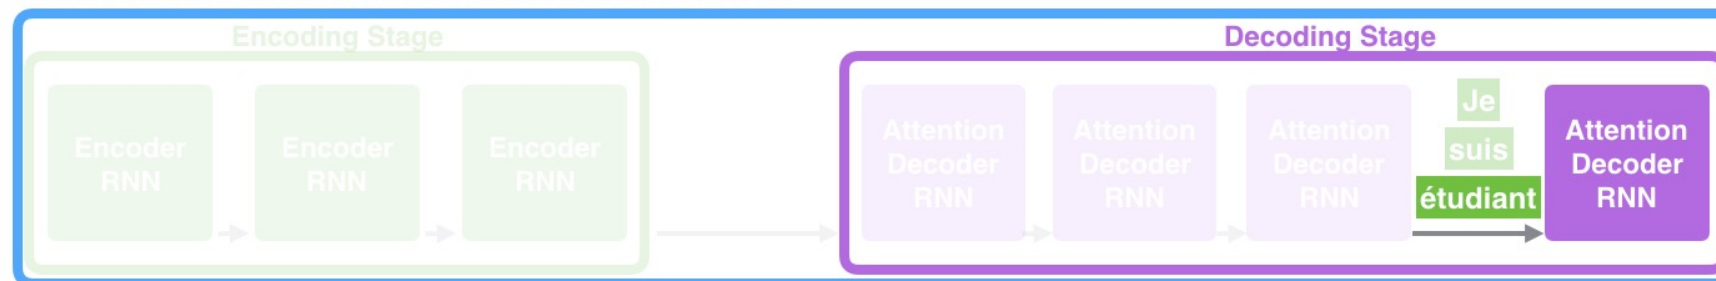 Encoding Stage
Decoding Stage
Encoder
RNN
Encoder
RNN
Encoder
RNN
Attention
Decoder
RNN
Attention
Decoder
RNN
Attention
Decoder
RNN
Je
suis
étudiant
Attention
Decoder
RNN